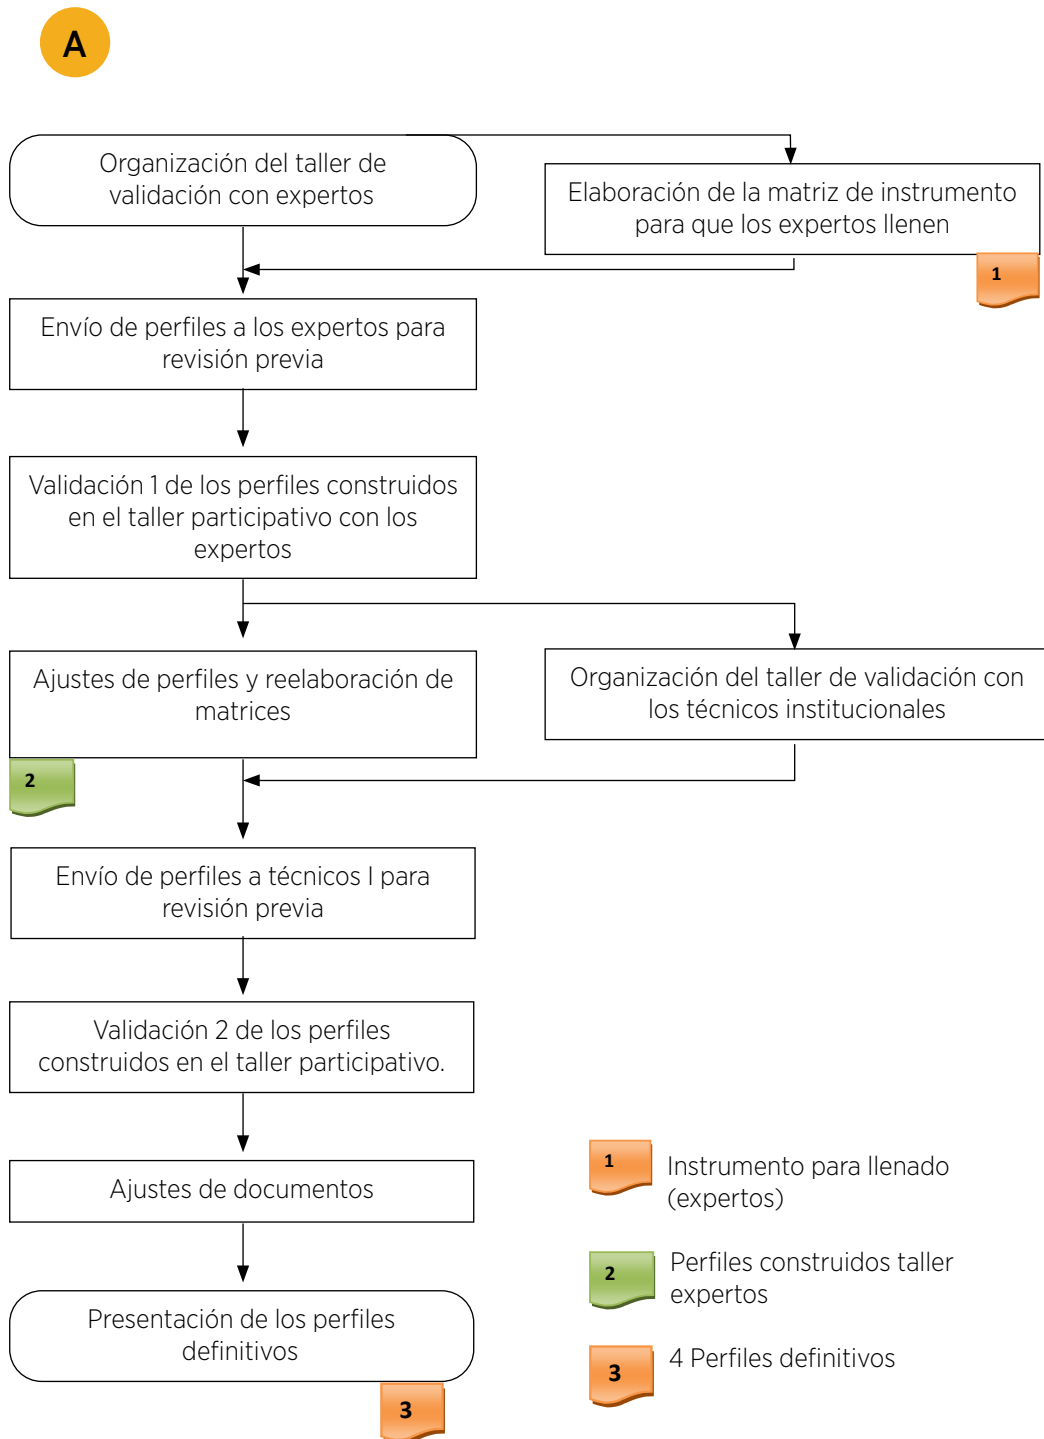 A
Organización del taller de
validación con expertos
Elaboración de la matriz de instrumento
para que los expertos llenen
1
Envío de perfiles a los expertos para
revisión previa
Validación 1 de los perfiles construidos
en el taller participativo con los
expertos
Ajustes de perfiles y reelaboración de
matrices
2
Organización del taller de validación con
los técnicos institucionales
Envío de perfiles a técnicos I para
revisión previa
Validación 2 de los perfiles
construidos en el taller participativo.
Ajustes de documentos
Presentación de los perfiles
definitivos
3
1
Instrumento para llenado
(expertos)
2
Perfiles construidos taller
expertos
3
4 Perfiles definitivos